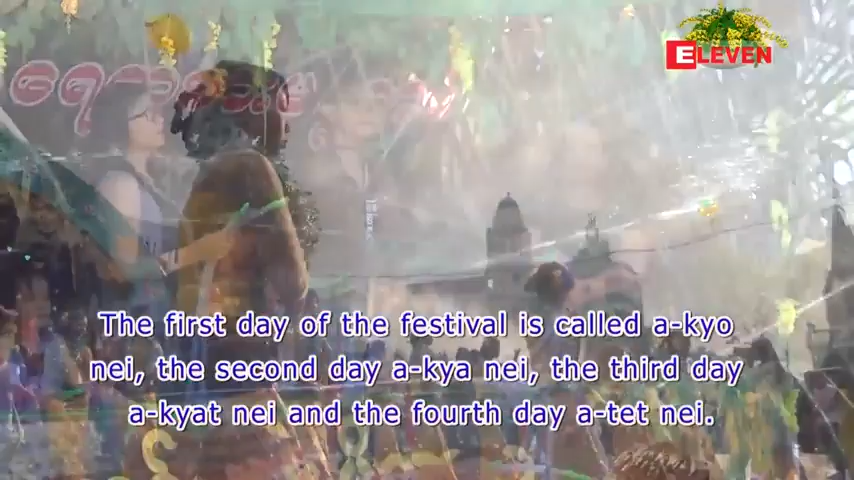 ELEVEN
The first day of the festival is called a-kyo
nei, the second day a-kya nei, the third day
a-kyat nei and the fourth day a-tet nei.